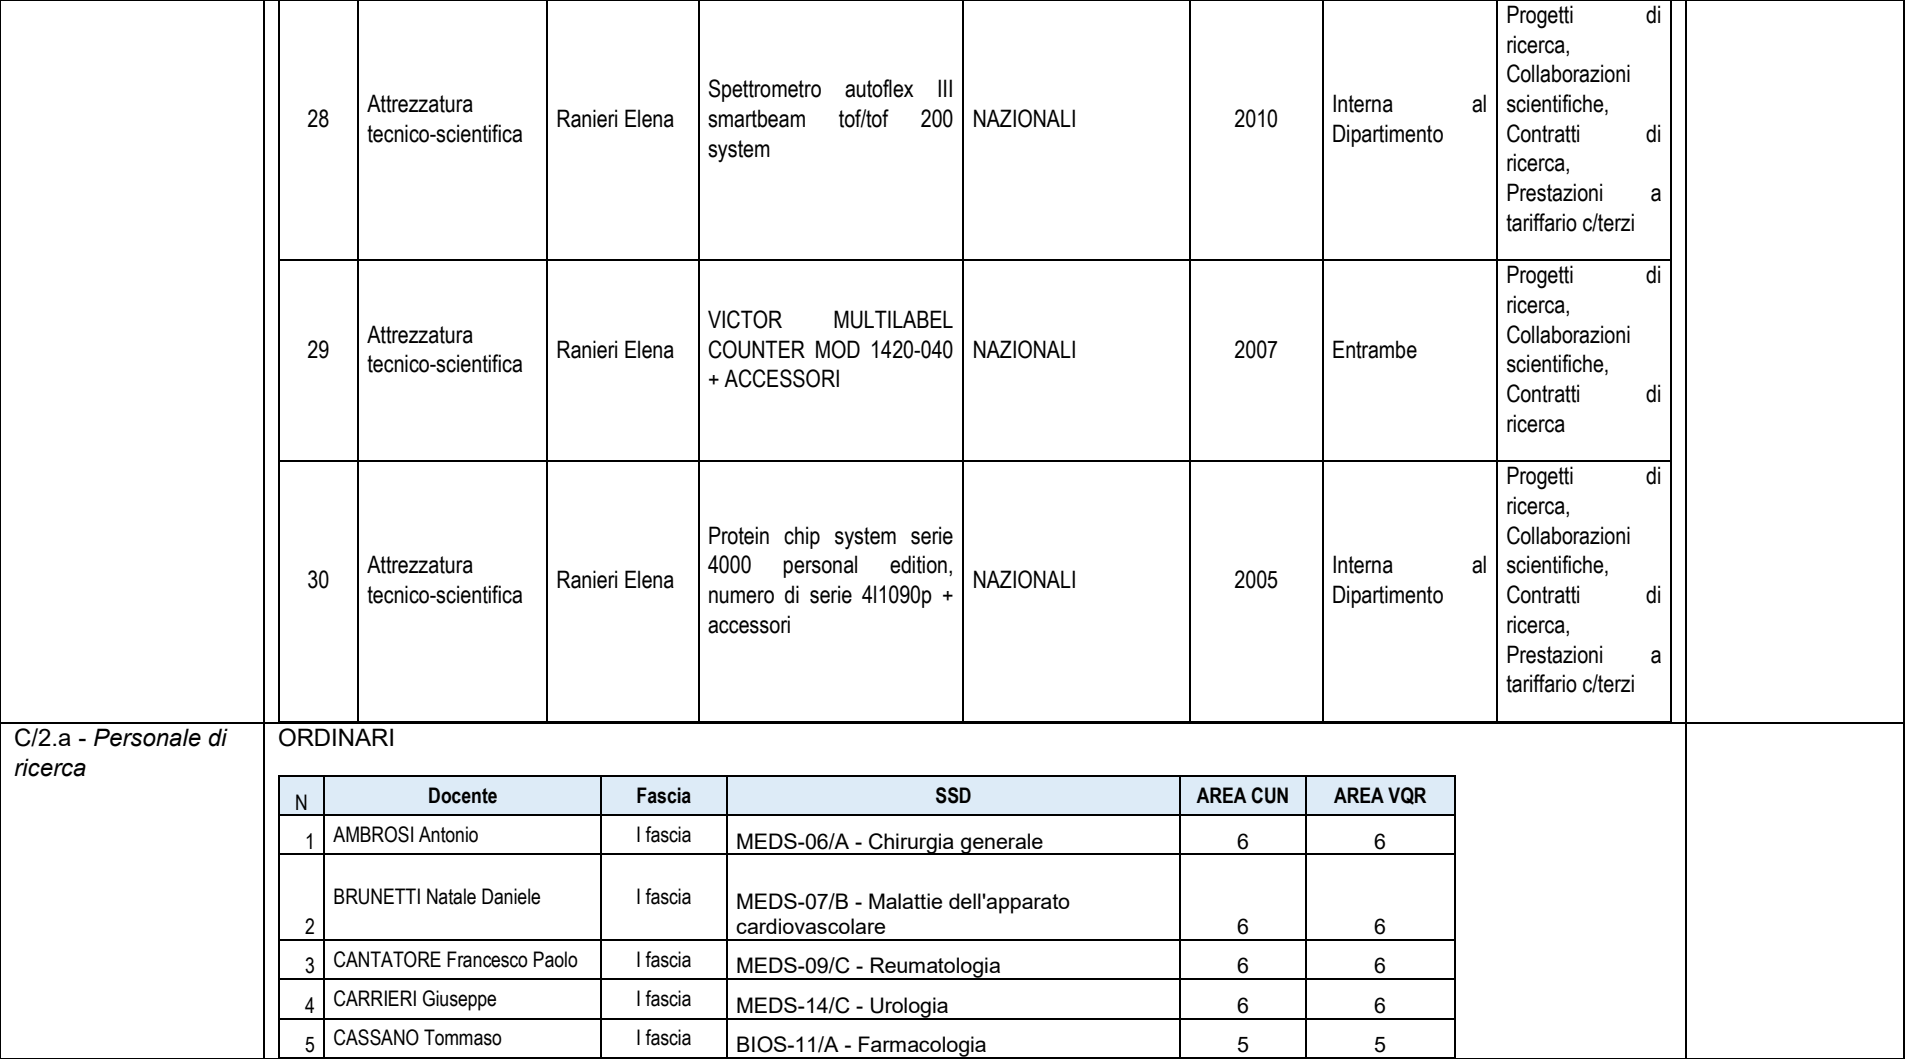 28
Attrezzatura
tecnico-scientifica
Ranieri Elena
Spettrometro autoflex III
smartbeam tof/tof 200
system
NAZIONALI
2010
Interna al
Dipartimento
Progetti di
ricerca,
Collaborazioni
scientifiche,
Contratti di
ricerca,
Prestazioni a
tariffario c/terzi
29
Attrezzatura
tecnico-scientifica
Ranieri Elena
VICTOR MULTILABEL
COUNTER MOD 1420-040
+ ACCESSORI
NAZIONALI
2007
Entrambe
Progetti di
ricerca,
Collaborazioni
scientifiche,
Contratti di
ricerca
30
Attrezzatura
tecnico-scientifica
Ranieri Elena
Protein chip system serie
4000 personal edition,
numero di serie 4l1090p +
accessori
NAZIONALI
2005
Interna al
Dipartimento
Progetti di
ricerca,
Collaborazioni
scientifiche,
Contratti di
ricerca,
Prestazioni a
tariffario c/terzi
C/2.a - Personale di
ricerca
ORDINARI
N Docente Fascia SSD AREA CUN AREA VQR
1 AMBROSI Antonio I fascia MEDS-06/A - Chirurgia generale 6 6
2 BRUNETTI Natale Daniele I fascia MEDS-07/B - Malattie dell'apparato
cardiovascolare 6 6
3 CANTATORE Francesco Paolo I fascia MEDS-09/C - Reumatologia 6 6
4 CARRIERI Giuseppe I fascia MEDS-14/C - Urologia 6 6
5 CASSANO Tommaso I fascia BIOS-11/A - Farmacologia 5 5